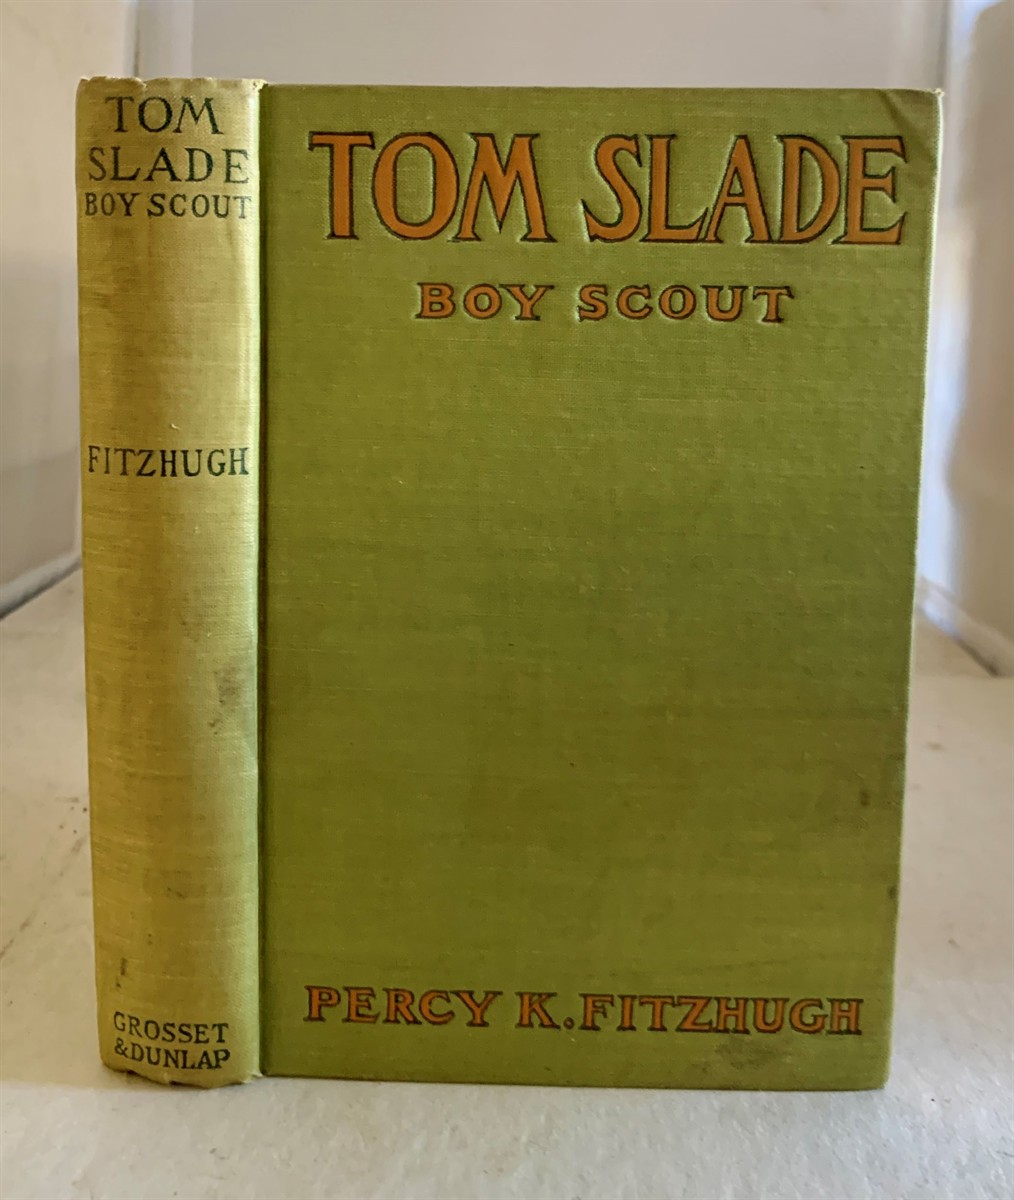 TOM
SLADE
BOY SCOUT
FITZHUGH
GROSSET
&DUNLAP
TOM SLADE
BOY SCOUT
PERCY K. FITZHUGH